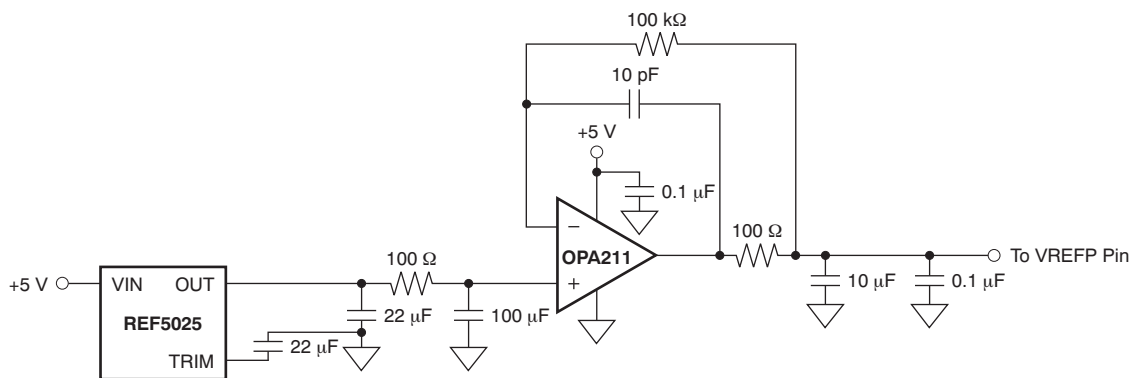 100 kΩ
10 pF
+5 V
0.1 μF
−
OPA211
+
100 Ω
100 Ω
To VREFP Pin
+5 V
VIN
OUT
REF5025
TRIM
22 μF
22 μF
100 μF
10 μF
0.1 μF